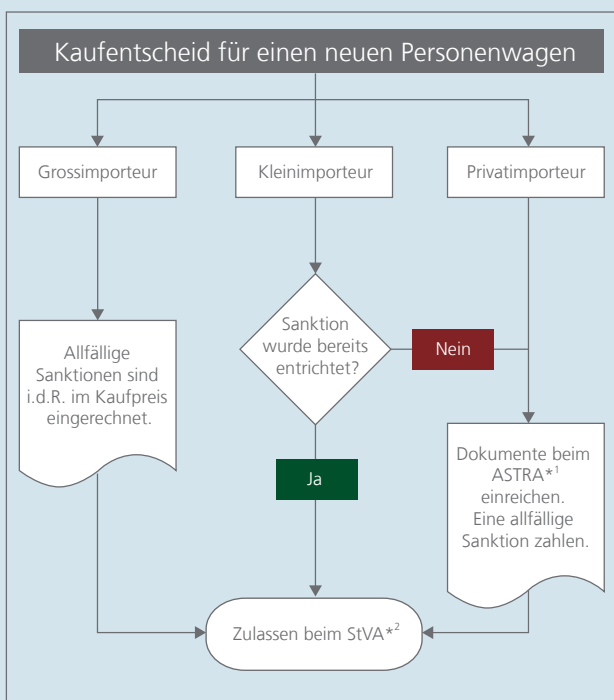 Kaufentscheid für einen neuen Personenwagen
Grossimporteur
Kleinimporteur
Privatimporteur
Sanktion
wurde bereits
entrichtet?
Nein
Allfällige
Sanktionen sind
i.d.R. im Kaufpreis
eingerechnet.
Ja
Dokumente beim
ASTRA*¹
einreichen.
Eine allfällige
Sanktion zahlen.
Zulassen beim StVA*²